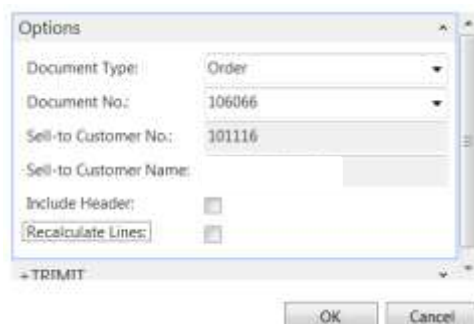 Options
Document Type: Order
Document No.: 106066
Sell-to Customer No.: 101116
Sell-to Customer Name:
Include Header:
Recalculate Lines:
+TRIMIT
OK Cancel